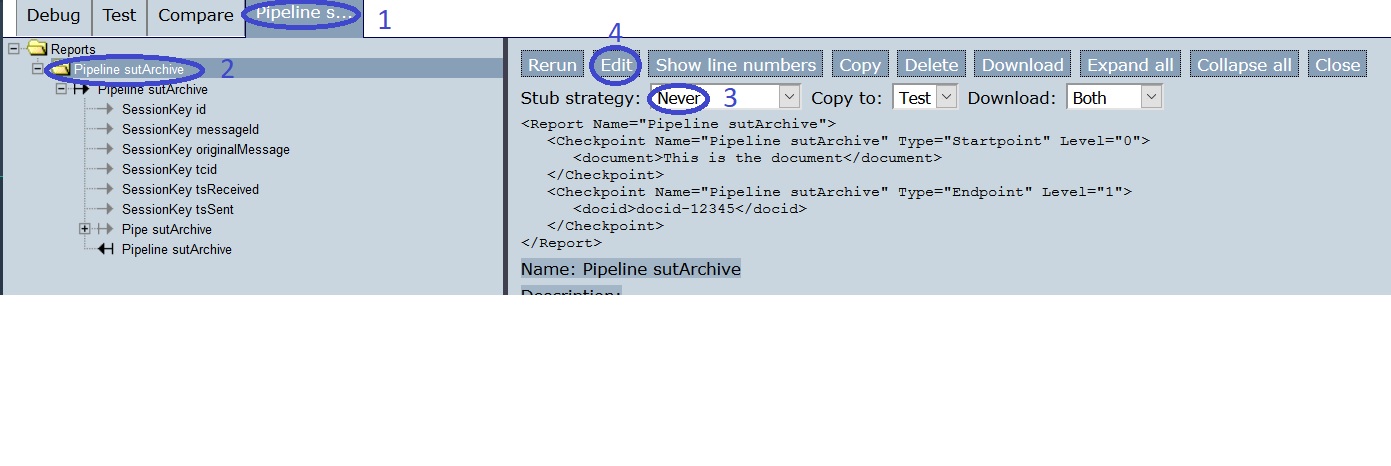 Debug Test Compare Pipeline s... 1
4
Reports
Pipeline sutArchive 2
Pipeline sutArchive
SessionKey id
SessionKey messageId
SessionKey originalMessage
SessionKey tcid
SessionKey tsReceived
SessionKey tsSent
Pipe sutArchive
Pipeline sutArchive
Rerun Edit Show line numbers Copy Delete Download Expand all Collapse all Close
Stub strategy: Never 3 Copy to: Test Download: Both
<Report Name="Pipeline sutArchive">
<Checkpoint Name="Pipeline sutArchive" Type="Startpoint" Level="0">
<document>This is the document</document>
</Checkpoint>
<Checkpoint Name="Pipeline sutArchive" Type="Endpoint" Level="1">
<docid>docid-12345</docid>
</Checkpoint>
</Report>
Name: Pipeline sutArchive
Description: